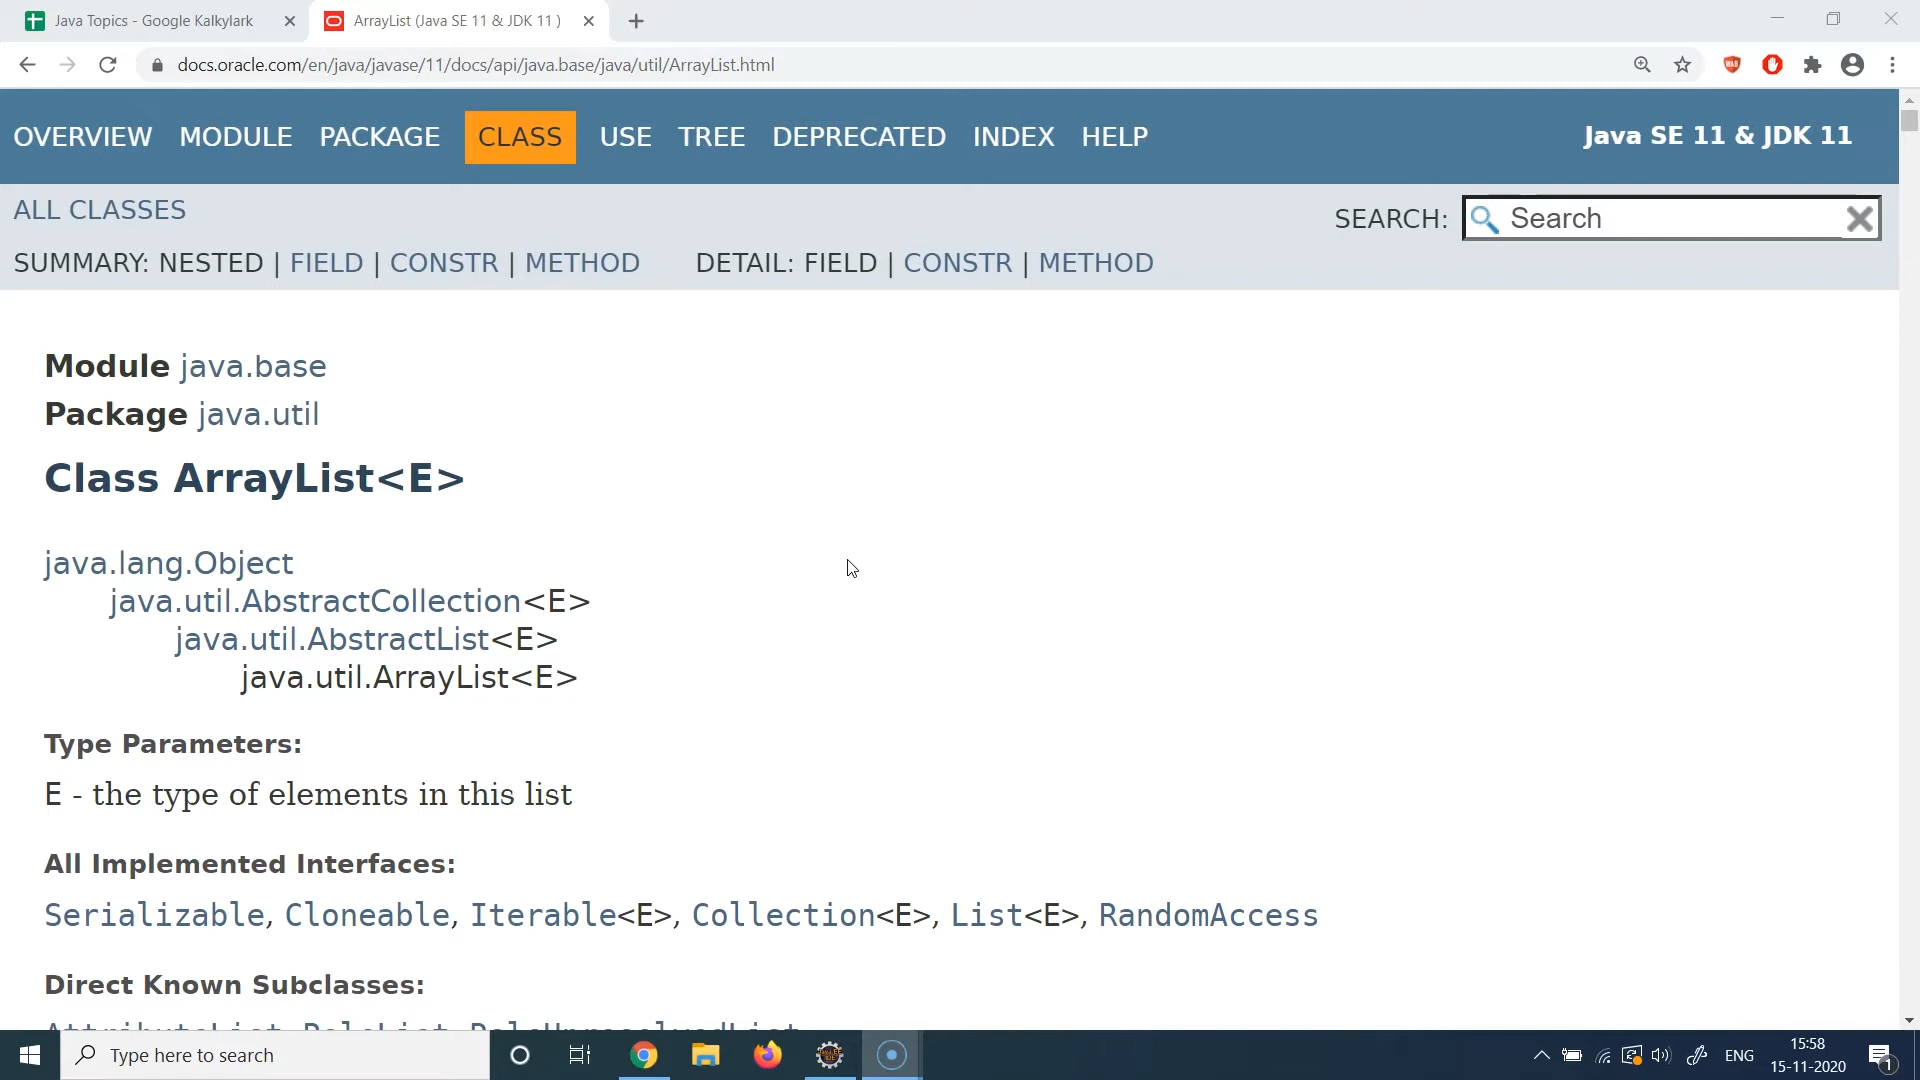 Java Topics - Google Kalkylark
ArrayList (Java SE 11 & JDK 11 )
docs.oracle.com/en/java/javase/11/docs/api/java.base/java/util/ArrayList.html
OVERVIEW MODULE PACKAGE CLASS USE TREE DEPRECATED INDEX HELP
Java SE 11 & JDK 11
ALL CLASSES
SEARCH: Search
SUMMARY: NESTED | FIELD | CONSTR | METHOD DETAIL: FIELD | CONSTR | METHOD
Module java.base
Package java.util
Class ArrayList<E>
java.lang.Object
java.util.AbstractCollection<E>
java.util.AbstractList<E>
java.util.ArrayList<E>
Type Parameters:
E - the type of elements in this list
All Implemented Interfaces:
Serializable, Cloneable, Iterable<E>, Collection<E>, List<E>, RandomAccess
Direct Known Subclasses:
AttributeList, RoleList, RoleUnresolvedList
Type here to search
ENG
15:58
15-11-2020
1